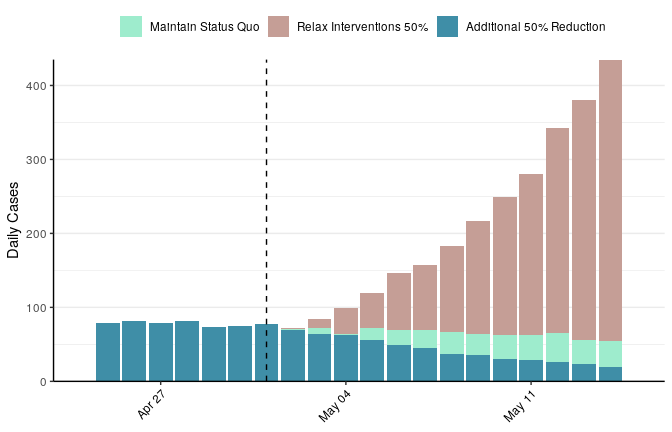 Maintain Status Quo Relax Interventions 50% Additional 50% Reduction
400
300
200
100
0
Daily Cases
Apr 27
May 04
May 11